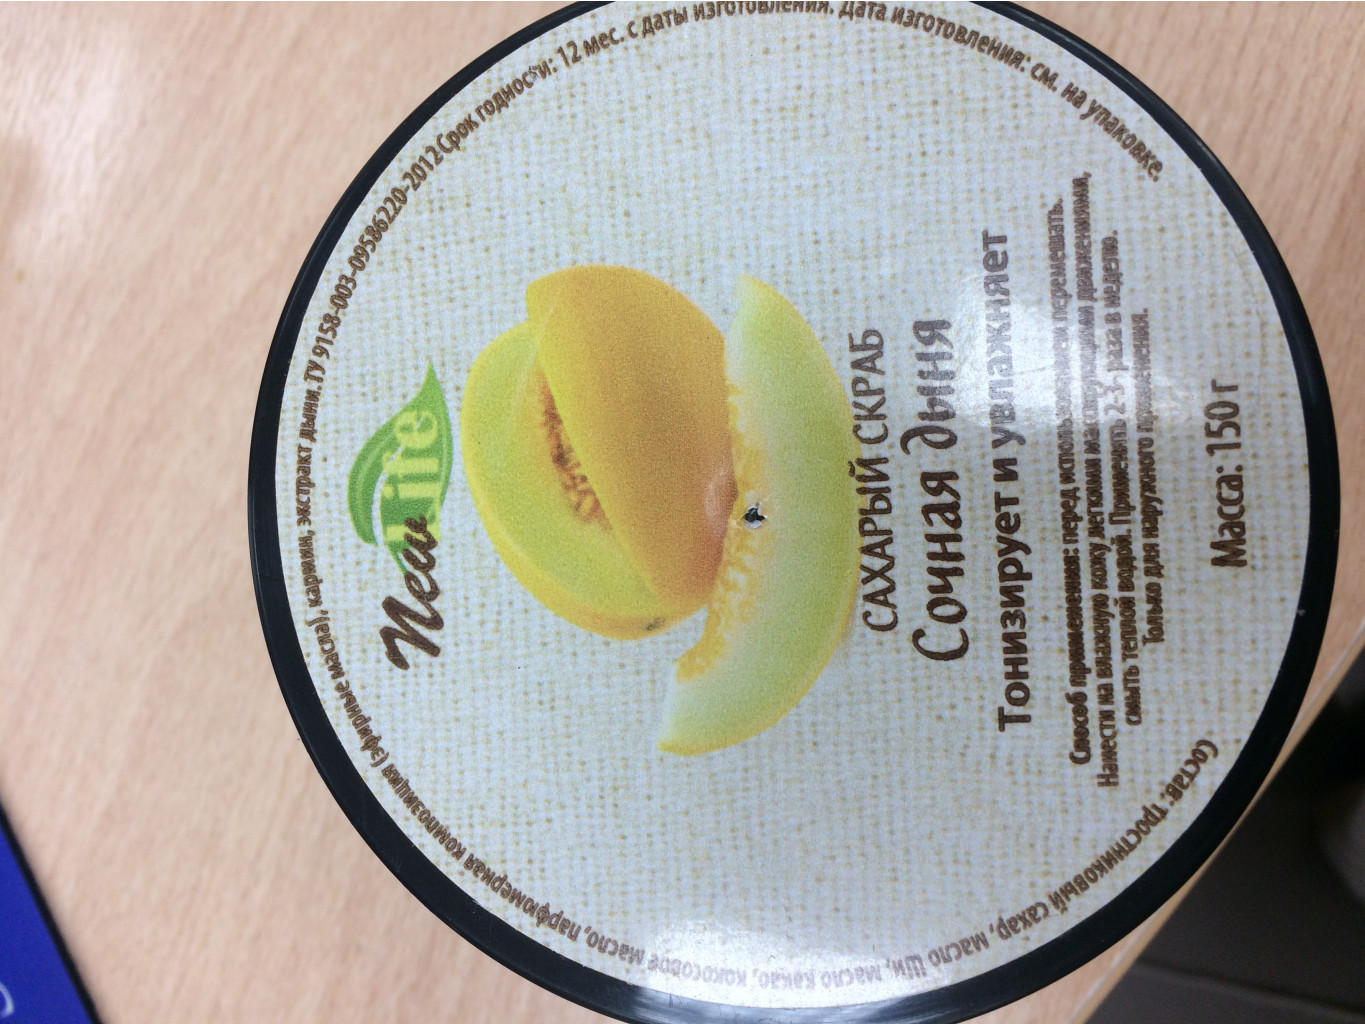 New Life
САХАРЫЙ СКРАБ
Сочная дыня
Тонизирует и увлажняет
Способ применения: перед использованием перемешать.
Нанести на влажную кожу легкими массирующими движениями,
смыть теплой водой. Применять 2-3 раза в неделю.
Только для наружного применения.
Масса: 150 г
Состав: тростниковый сахар, масло Ши, масло какао, кокосовое масло, парфюмерная композиция (эфирные масла), кармин, экстракт дыни. ТУ 9158-003-09586220-2012 Срок годности: 12 мес. с даты изготовления. Дата изготовления: см. на упаковке.